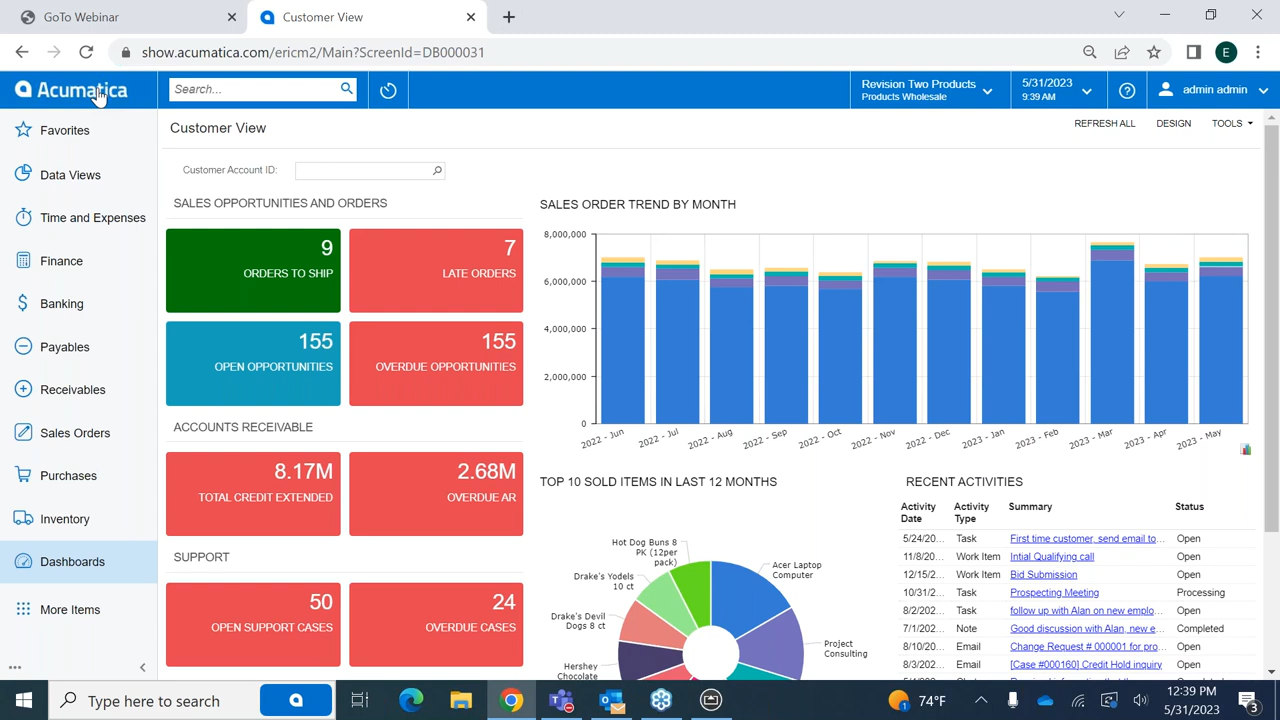 GoTo Webinar
Customer View
show.acumatica.com/ericm2/Main?ScreenId=DB000031
E
Acumatica
Search...
Revision Two Products
Products Wholesale
5/31/2023
9:39 AM
admin admin
Favorites
Data Views
Time and Expenses
Finance
Banking
Payables
Receivables
Sales Orders
Purchases
Inventory
Dashboards
More Items
Customer View
REFRESH ALL
DESIGN
TOOLS
Customer Account ID:
SALES OPPORTUNITIES AND ORDERS
9
ORDERS TO SHIP
7
LATE ORDERS
155
OPEN OPPORTUNITIES
155
OVERDUE OPPORTUNITIES
ACCOUNTS RECEIVABLE
8.17M
TOTAL CREDIT EXTENDED
2.68M
OVERDUE AR
SUPPORT
50
OPEN SUPPORT CASES
24
OVERDUE CASES
SALES ORDER TREND BY MONTH
8,000,000
6,000,000
4,000,000
2,000,000
0
2022 - Jun
2022 - Jul
2022 - Aug
2022 - Sep
2022 - Oct
2022 - Nov
2022 - Dec
2023 - Jan
2023 - Feb
2023 - Mar
2023 - Apr
2023 - May
TOP 10 SOLD ITEMS IN LAST 12 MONTHS
Hot Dog Buns 8
PK (12per
pack)
Drake's Yodels
10 ct
Drake's Devil
Dogs 8 ct
Hershey
Chocolate
Acer Laptop
Computer
Project
Consulting
RECENT ACTIVITIES
Activity Date Activity Type Summary Status
5/24/20... Task First time customer, send email to... Open
11/8/20... Work Item Intial Qualifying call Open
12/15/2... Work Item Bid Submission Open
10/31/2... Task Prospecting Meeting Processing
8/2/202... Task follow up with Alan on new emplo... Open
7/1/202... Note Good discussion with Alan, new e... Completed
8/10/20... Email Change Request # 000001 for pro... Open
8/3/202... Email [Case #000160] Credit Hold inquiry Open
Type here to search
74°F
12:39 PM
5/31/2023
3